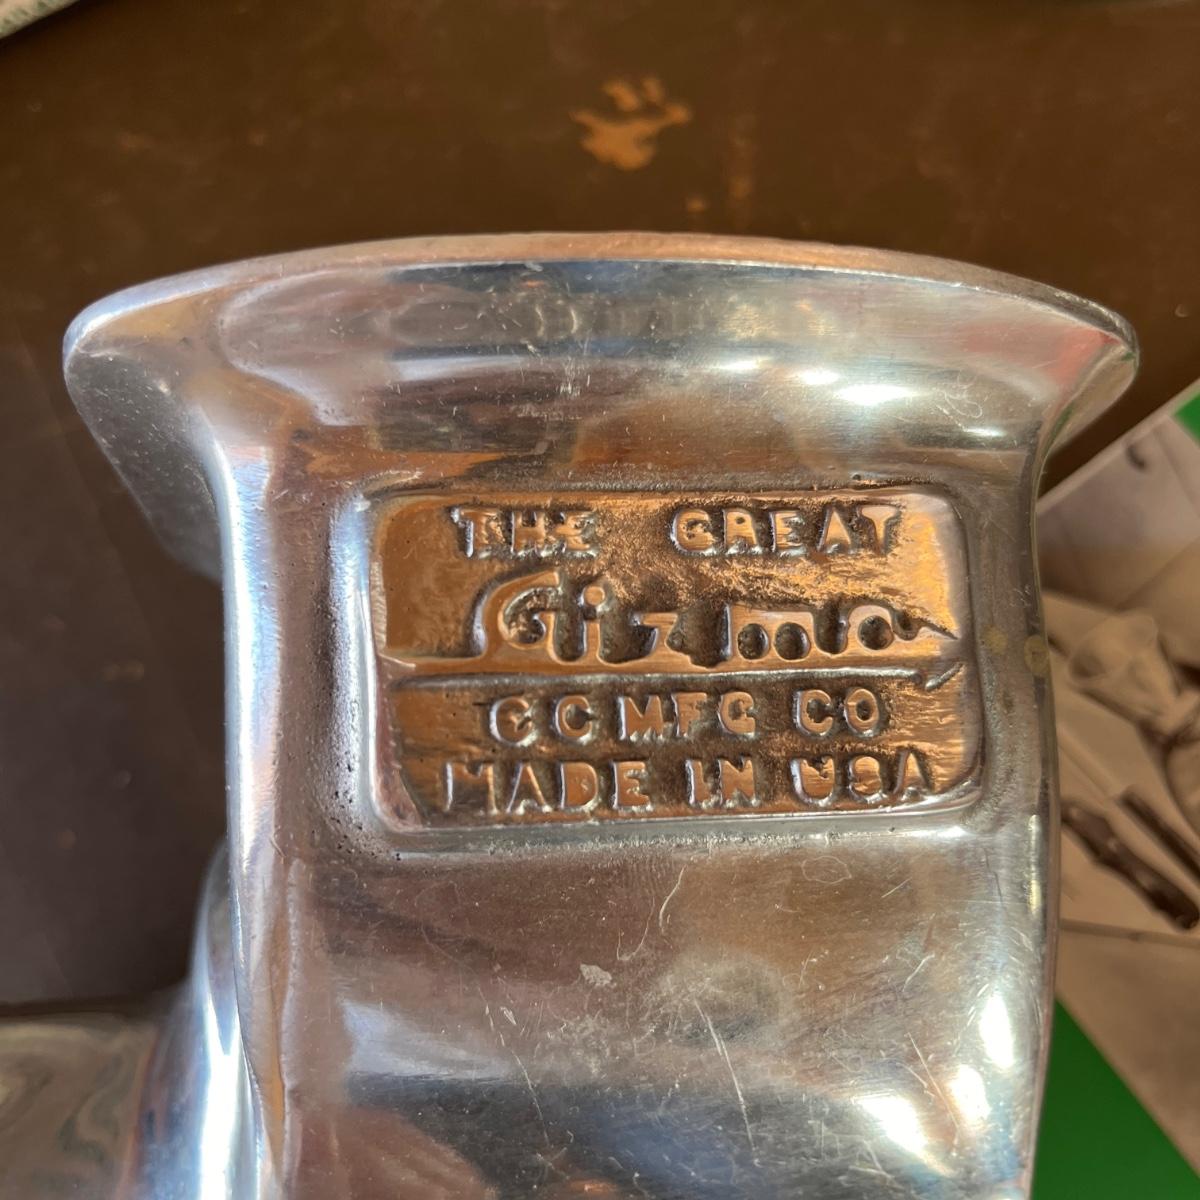 THE GREAT
Gizmo
CCMFG CO
MADE IN USA